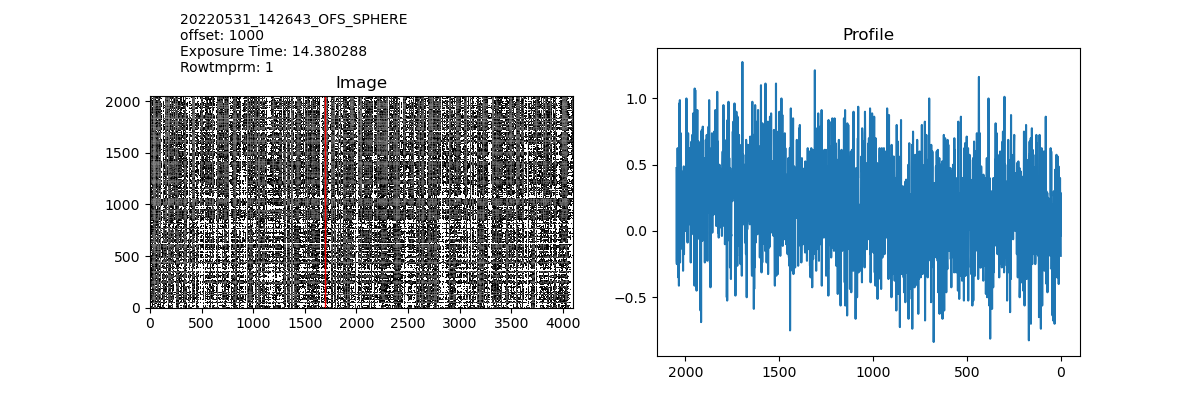 20220531_142643_OFS_SPHERE
offset: 1000
Exposure Time: 14.380288
Rowtmprm: 1
Image
2000
1500
1000
500
0
0 500 1000 1500 2000 2500 3000 3500 4000
Profile
1.0
0.5
0.0
−0.5
2000 1500 1000 500 0